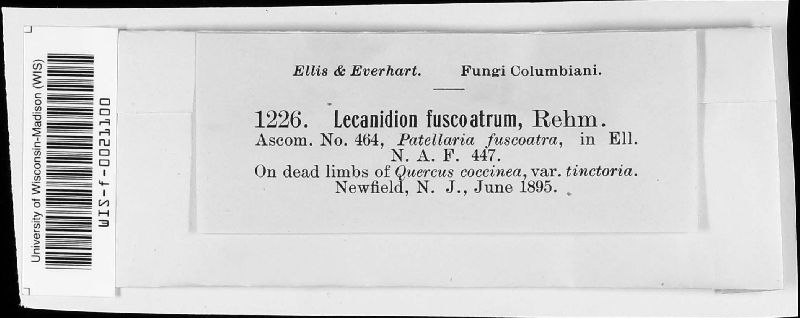 University of Wisconsin-Madison (WIS)
WIS-f-0021100
Ellis & Everhart. Fungi Columbiani.
1226. Lecanidion fuscoatrum, Rehm.
Ascom. No. 464, Patellaria fuscoatra, in Ell.
N. A. F. 447.
On dead limbs of Quercus coccinea, var. tinctoria.
Newfield, N. J., June 1895.